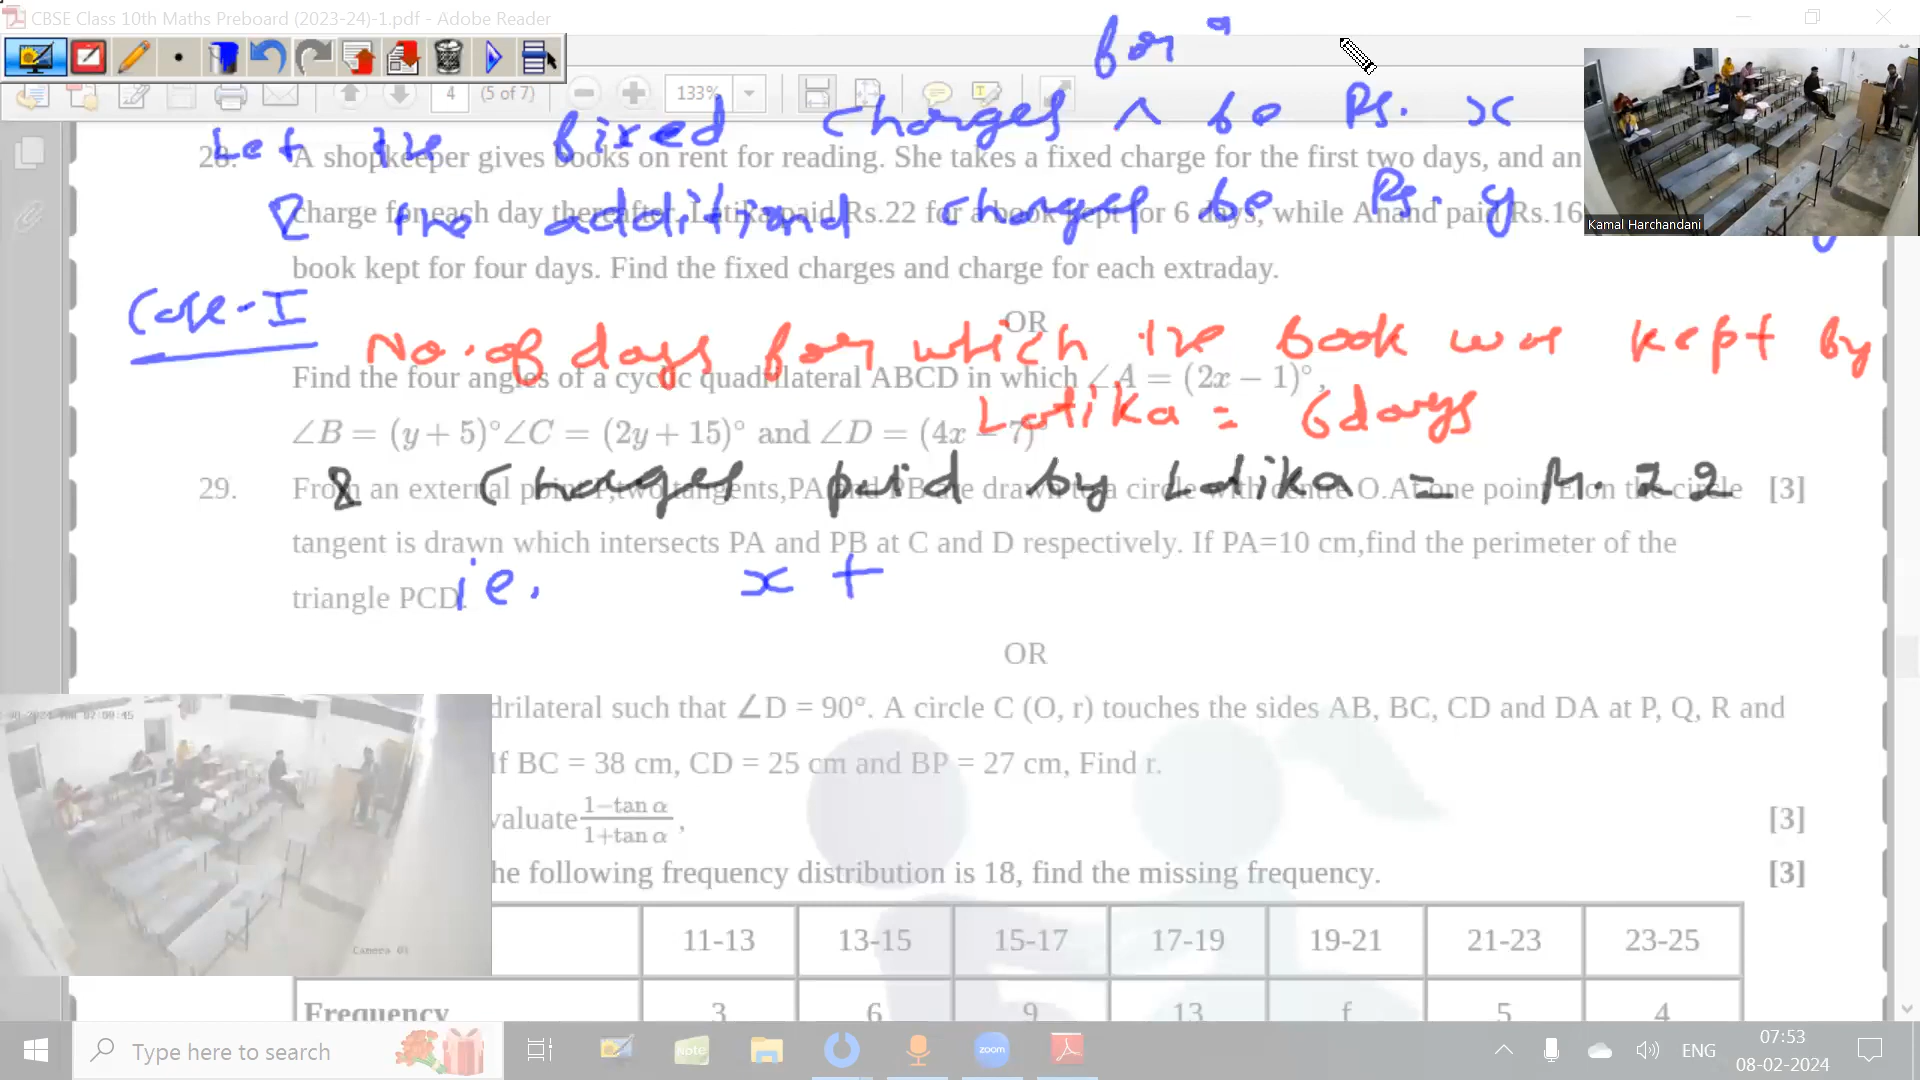 CBSE Class 10th Maths Preboard (2023-24)-1.pdf - Adobe Reader
4 (5 of 7) 133%
for
Let the fixed charges ^ be Rs. x
28. A shopkeeper gives books on rent for reading. She takes a fixed charge for the first two days, and an
& the additional charges be Rs. y
charge for each day thereafter. Latika paid Rs.22 for a book kept for 6 days, while Anand paid Rs.16
Kamal Harchandani
book kept for four days. Find the fixed charges and charge for each extraday.
Case-I
OR
No. of days for which the book was kept by
Find the four angles of a cyclic quadrilateral ABCD in which ∠A = (2x − 1)°,
Latika = 6 days
∠B = (y + 5)°∠C = (2y + 15)° and ∠D = (4x − 7)°
& Charges paid by Latika = Rs. 22
29. From an external point P,two tangents,PA and PB are drawn to a circle with centre O.At one point E on the circle [3]
tangent is drawn which intersects PA and PB at C and D respectively. If PA=10 cm,find the perimeter of the
ie. x +
triangle PCD.
OR
drilateral such that ∠D = 90°. A circle C (O, r) touches the sides AB, BC, CD and DA at P, Q, R and
If BC = 38 cm, CD = 25 cm and BP = 27 cm, Find r.
valuate 1−tan α / 1+tan α, [3]
he following frequency distribution is 18, find the missing frequency. [3]
Camera 01
11-13 13-15 15-17 17-19 19-21 21-23 23-25
Frequency 3 6 9 13 f 5 4
Type here to search
Note
zoom
ENG
07:53
08-02-2024